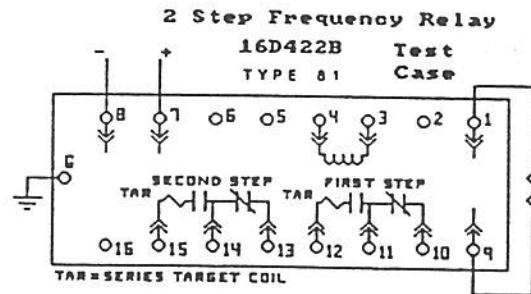 2 Step Frequency Relay
16D422B Test
TYPE 81 Case
- +
8 7 6 5 4 3 2 1
G
SECOND STEP FIRST STEP
TAR TAR
16 15 14 13 12 11 10 9
TAR = SERIES TARGET COIL